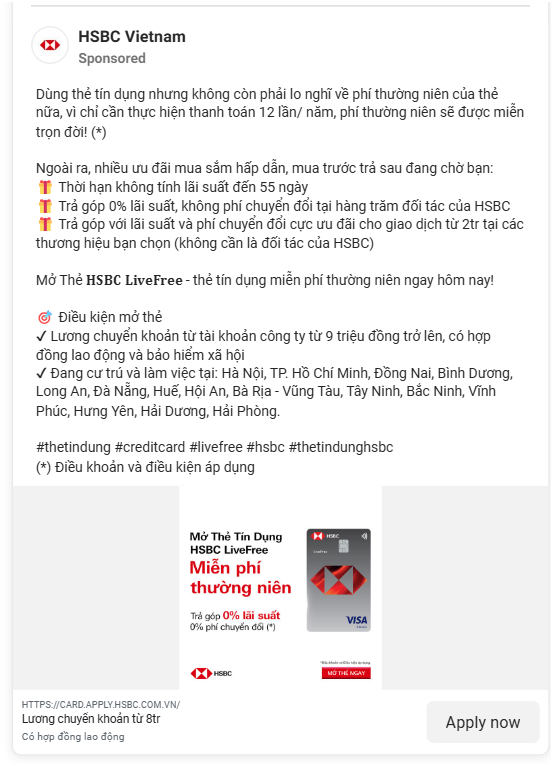 HSBC Vietnam
Sponsored
Dùng thẻ tín dụng nhưng không còn phải lo nghĩ về phí thường niên của thẻ
nữa, vì chỉ cần thực hiện thanh toán 12 lần/ năm, phí thường niên sẽ được miễn
trọn đời! (*)
Ngoài ra, nhiều ưu đãi mua sắm hấp dẫn, mua trước trả sau đang chờ bạn:
🎁 Thời hạn không tính lãi suất đến 55 ngày
🎁 Trả góp 0% lãi suất, không phí chuyển đổi tại hàng trăm đối tác của HSBC
🎁 Trả góp với lãi suất và phí chuyển đổi cực ưu đãi cho giao dịch từ 2tr tại các
thương hiệu bạn chọn (không cần là đối tác của HSBC)
Mở Thẻ HSBC LiveFree - thẻ tín dụng miễn phí thường niên ngay hôm nay!
🎯 Điều kiện mở thẻ
✔ Lương chuyển khoản từ tài khoản công ty từ 9 triệu đồng trở lên, có hợp
đồng lao động và bảo hiểm xã hội
✔ Đang cư trú và làm việc tại: Hà Nội, TP. Hồ Chí Minh, Đồng Nai, Bình Dương,
Long An, Đà Nẵng, Huế, Hội An, Bà Rịa - Vũng Tàu, Tây Ninh, Bắc Ninh, Vĩnh
Phúc, Hưng Yên, Hải Dương, Hải Phòng.
#thetindung #creditcard #livefree #hsbc #thetindunghsbc
(*) Điều khoản và điều kiện áp dụng
Mở Thẻ Tín Dụng
HSBC LiveFree
Miễn phí
thường niên
Trả góp 0% lãi suất
0% phí chuyển đổi (*)
HSBC
LiveFree
VISA
*Điều khoản và Điều kiện áp dụng
HSBC
MỞ THẺ NGAY
HTTPS://CARD.APPLY.HSBC.COM.VN/
Lương chuyển khoản từ 8tr
Có hợp đồng lao động
Apply now